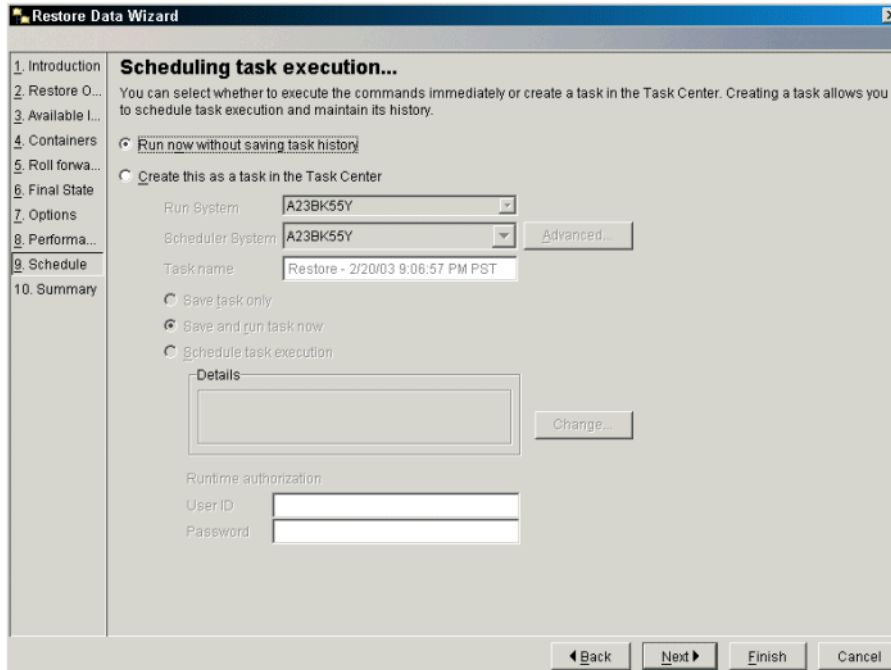 Restore Data Wizard
1. Introduction
2. Restore O...
3. Available I...
4. Containers
5. Roll forwa...
6. Final State
7. Options
8. Performa...
9. Schedule
10. Summary
Scheduling task execution...
You can select whether to execute the commands immediately or create a task in the Task Center. Creating a task allows you
to schedule task execution and maintain its history.
Run now without saving task history
Create this as a task in the Task Center
Run System A23BK55Y
Scheduler System A23BK55Y Advanced...
Task name Restore - 2/20/03 9:06:57 PM PST
Save task only
Save and run task now
Schedule task execution
Details
Change...
Runtime authorization
User ID
Password
Back Next Finish Cancel